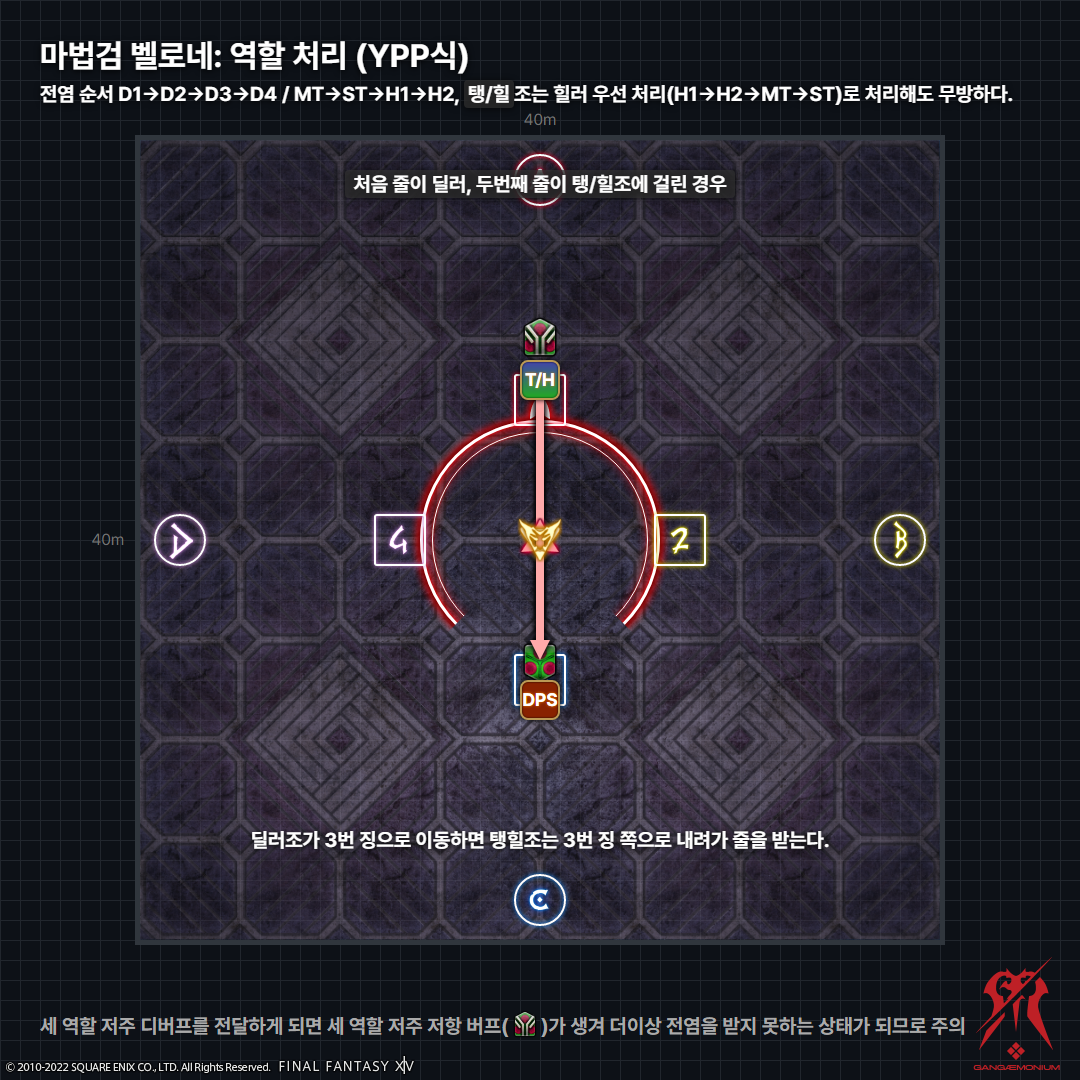 마법검 벨로네: 역할 처리 (YPP식)
전염 순서 D1→D2→D3→D4 / MT→ST→H1→H2, 탱/힐조는 힐러 우선 처리(H1→H2→MT→ST)로 처리해도 무방하다.
40m
처음 줄이 딜러, 두번째 줄이 탱/힐조에 걸린 경우
T/H
40m
D
4
2
B
DPS
딜러조가 3번 징으로 이동하면 탱힐조는 3번 징 쪽으로 내려가 줄을 받는다.
C
세 역할 저주 디버프를 전달하게 되면 세 역할 저주 저항 버프( )가 생겨 더이상 전염을 받지 못하는 상태가 되므로 주의
GANGÆMONIUM
© 2010-2022 SQUARE ENIX CO., LTD. All Rights Reserved. FINAL FANTASY XIV